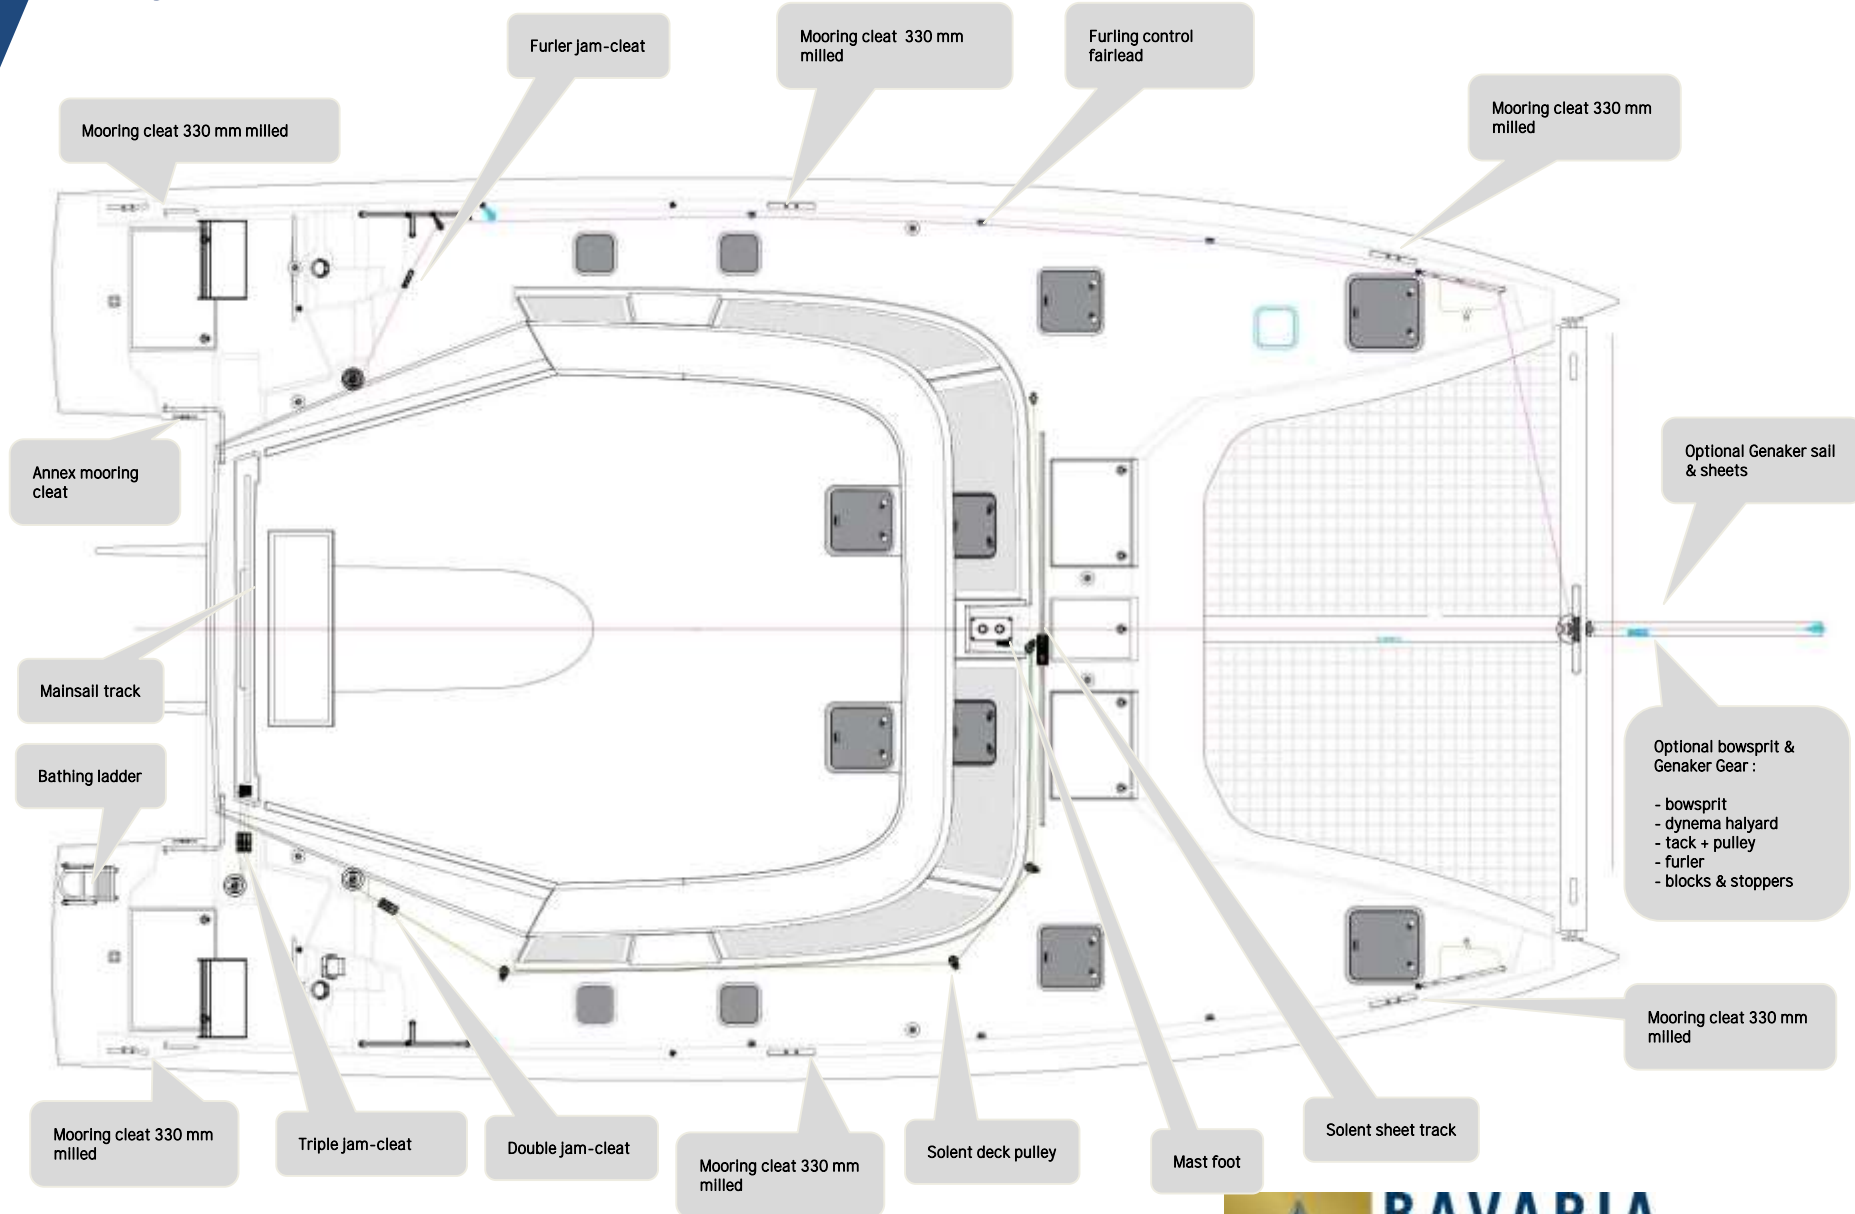 Furler jam-cleat
Mooring cleat 330 mm
milled
Furling control
fairlead
Mooring cleat 330 mm milled
Mooring cleat 330 mm
milled
Annex mooring
cleat
Optional Genaker sail
& sheets
Mainsail track
Bathing ladder
Optional bowsprit &
Genaker Gear :
- bowsprit
- dynema halyard
- tack + pulley
- furler
- blocks & stoppers
Mooring cleat 330 mm
milled
Mooring cleat 330 mm
milled
Triple jam-cleat
Double jam-cleat
Mooring cleat 330 mm
milled
Solent deck pulley
Mast foot
Solent sheet track
BAVARIA